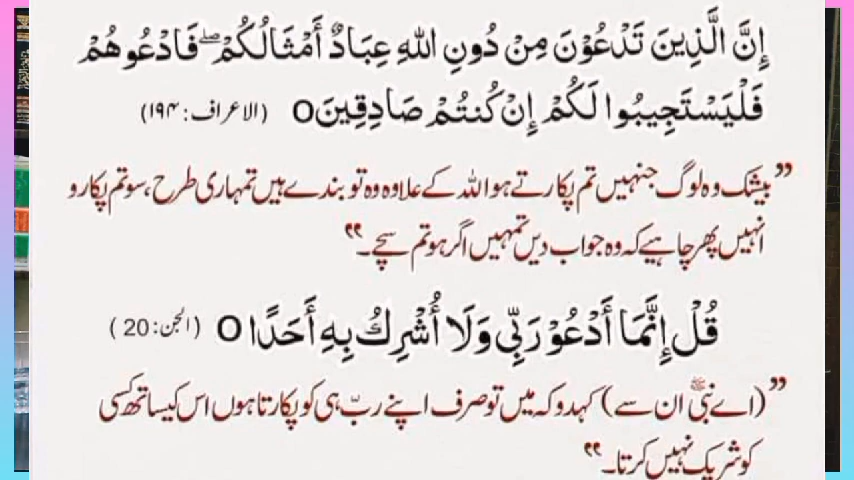 إِنَّ الَّذِينَ تَدْعُوْنَ مِنْ دُونِ اللهِ عِبَادٌ أَمْثَالُكُمْ ۖ فَادْعُوهُمْ
فَلْيَسْتَجِيبُوا لَكُمْ إِنْ كُنتُمْ صَادِقِينَ O (الاعراف: ۱۹۴)
”بیشک وہ لوگ جنہیں تم پکارتے ہو اللہ کے علاوہ وہ تو بندے ہیں تمہاری طرح، سو تم پکارو
انہیں پھر چاہیے کہ وہ جواب دیں تمہیں اگر ہو تم سچے۔“
قُلْ إِنَّمَا أَدْعُوْ رَبِّي وَلَا أُشْرِكُ بِهِ أَحَدًا O (الجن: 20)
”(اے نبی ﷺ ان سے) کہدو کہ میں تو صرف اپنے ربّ ہی کو پکارتا ہوں اس کیساتھ کسی
کو شریک نہیں کرتا۔“